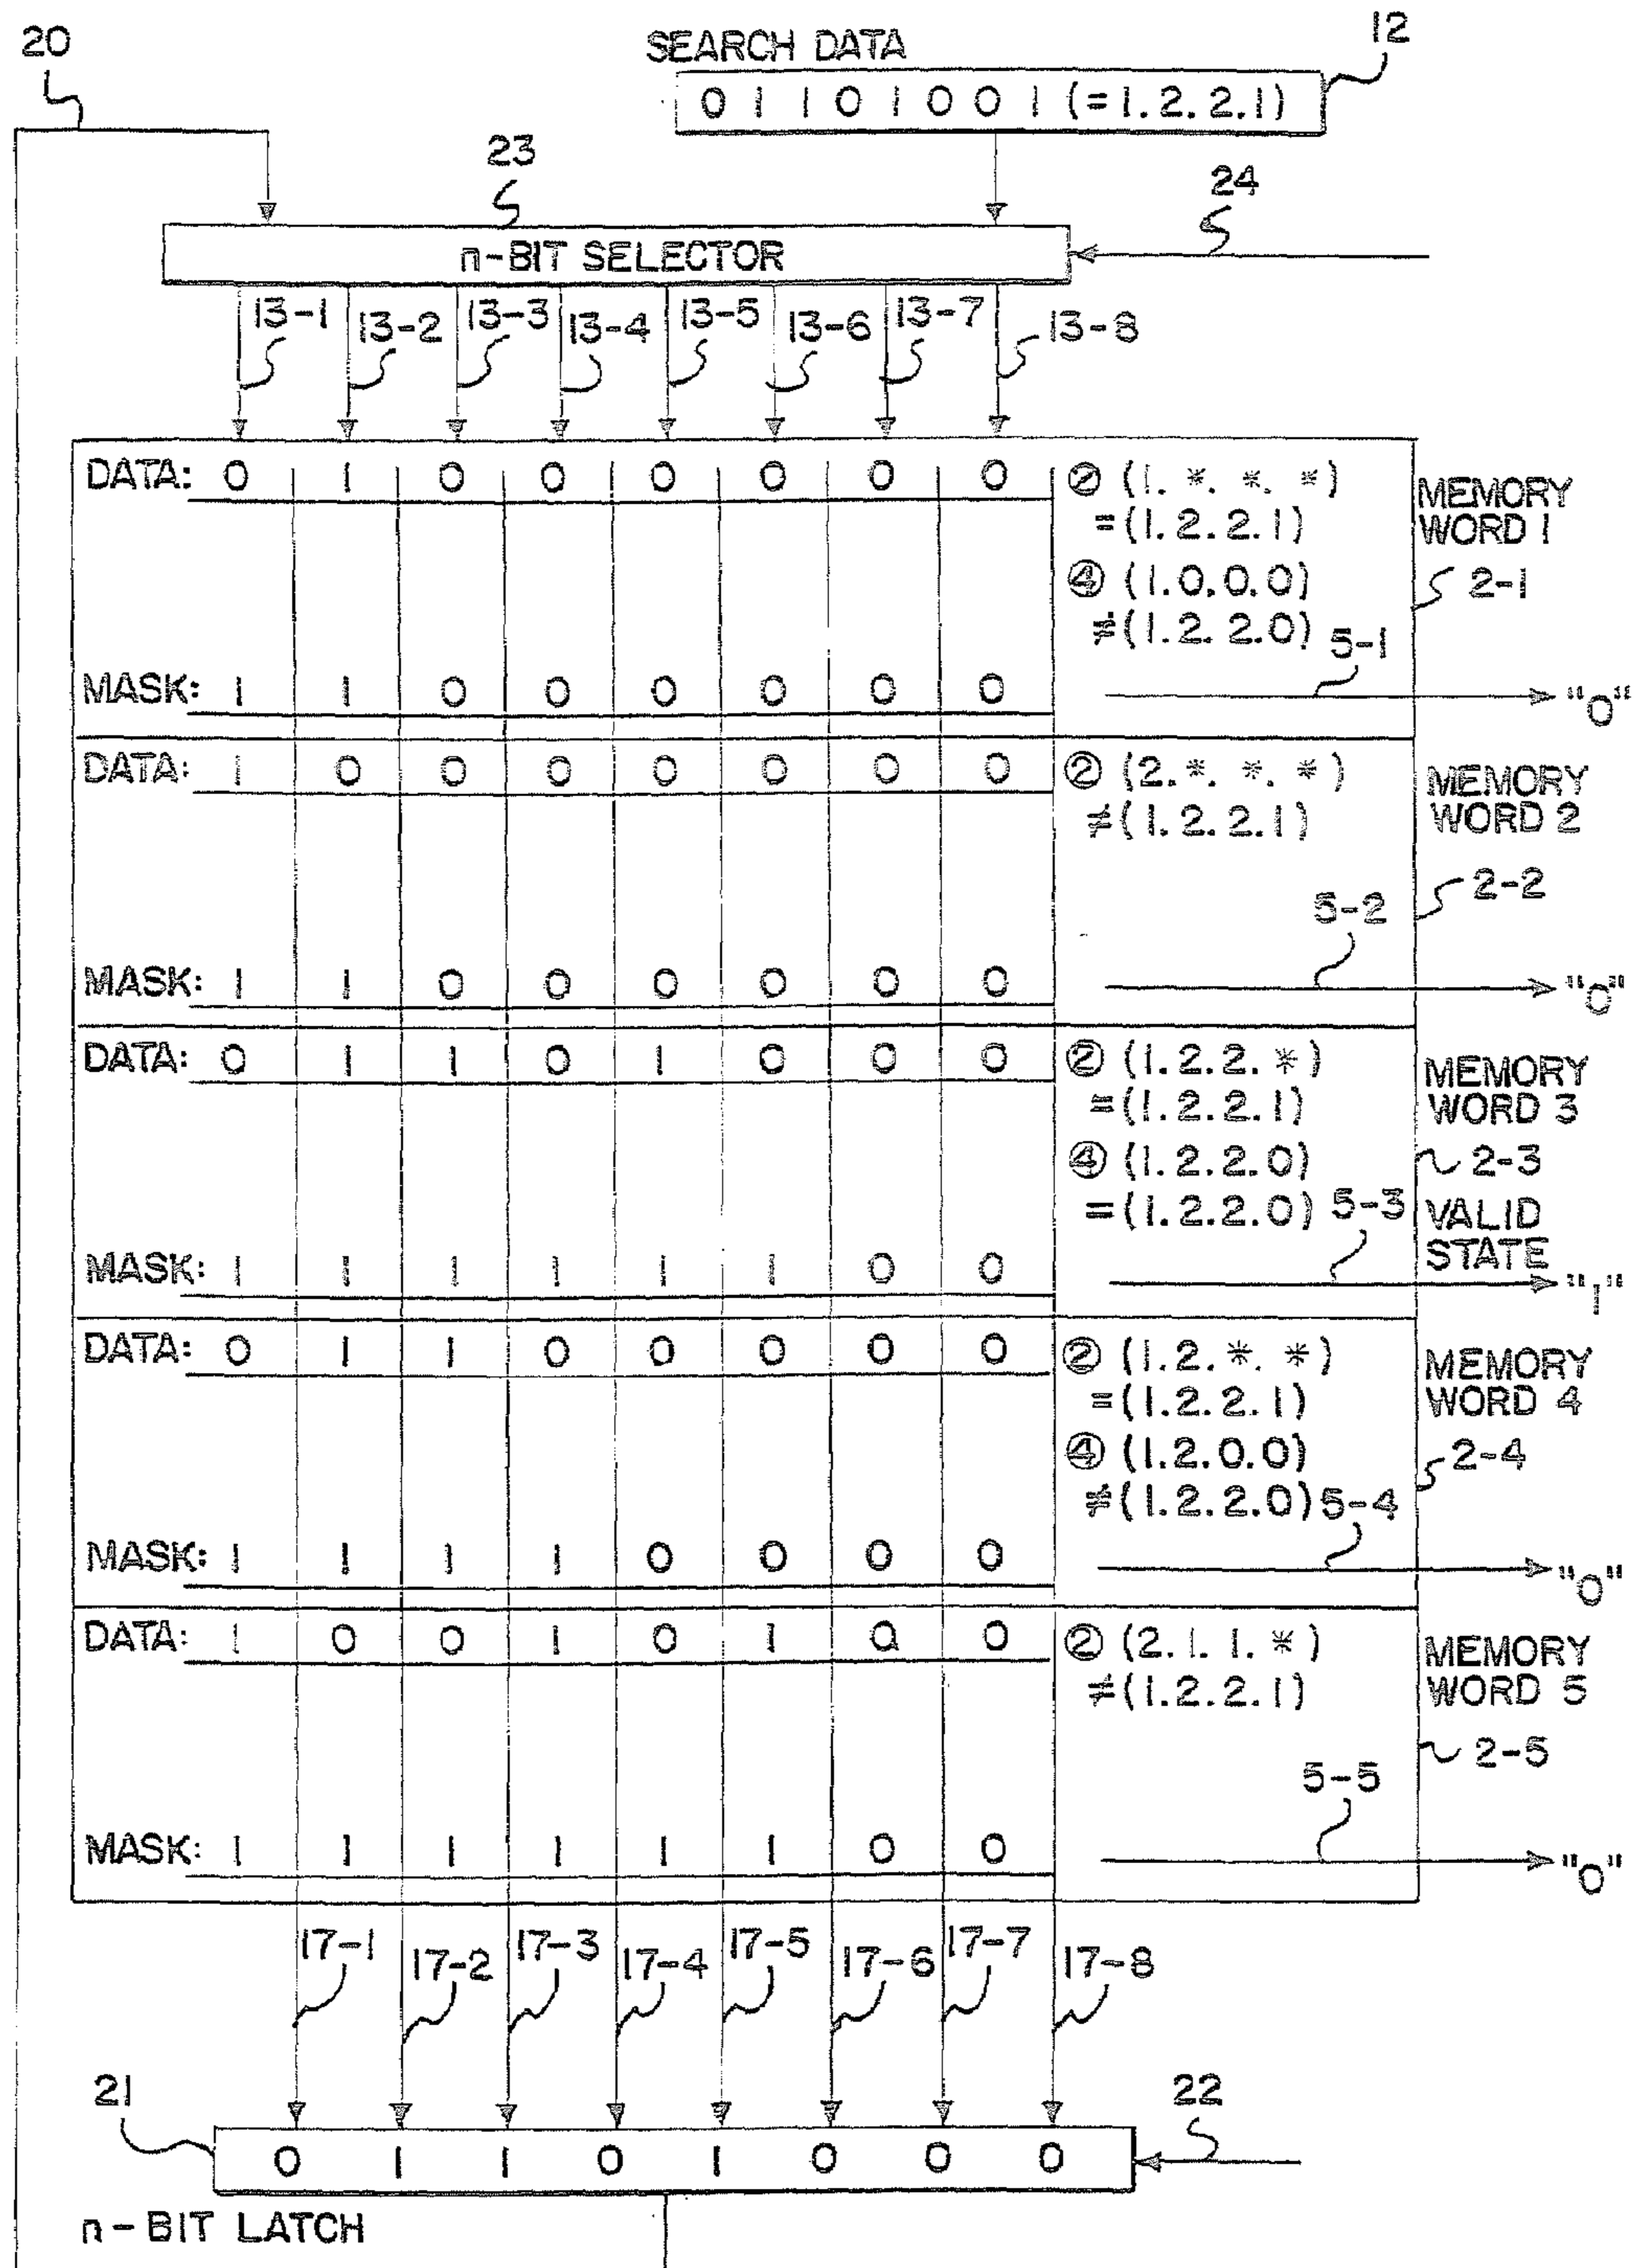 20
SEARCH DATA
12
0 1 1 0 1 0 0 1 (=1.2.2.1)
23
24
n-BIT SELECTOR
13-1 13-2 13-3 13-4 13-5 13-6 13-7 13-8
DATA: 0 1 0 0 0 0 0 0 ② (1. *. *. *)
=(1.2.2.1)
MEMORY
WORD 1
④ (1.0.0.0)
≠(1.2.2.0)
2-1
5-1
MASK: 1 1 0 0 0 0 0 0 "0"
DATA: 1 0 0 0 0 0 0 0 ② (2.*. *. *)
≠(1.2.2.1)
MEMORY
WORD 2
2-2
5-2
MASK: 1 1 0 0 0 0 0 0 "0"
DATA: 0 1 1 0 1 0 0 0 ② (1.2.2.*)
=(1.2.2.1)
MEMORY
WORD 3
④ (1.2.2.0)
=(1.2.2.0)
2-3
5-3
VALID
STATE
MASK: 1 1 1 1 1 1 0 0 "1"
DATA: 0 1 1 0 0 0 0 0 ② (1.2.*. *)
=(1.2.2.1)
MEMORY
WORD 4
④ (1.2.0.0)
≠(1.2.2.0)
2-4
5-4
MASK: 1 1 1 1 0 0 0 0 "0"
DATA: 1 0 0 1 0 1 0 0 ② (2.1.1.*)
≠(1.2.2.1)
MEMORY
WORD 5
2-5
5-5
MASK: 1 1 1 1 1 1 0 0 "0"
17-1 17-2 17-3 17-4 17-5 17-6 17-7 17-8
21
22
0 1 1 0 1 0 0 0
n-BIT LATCH